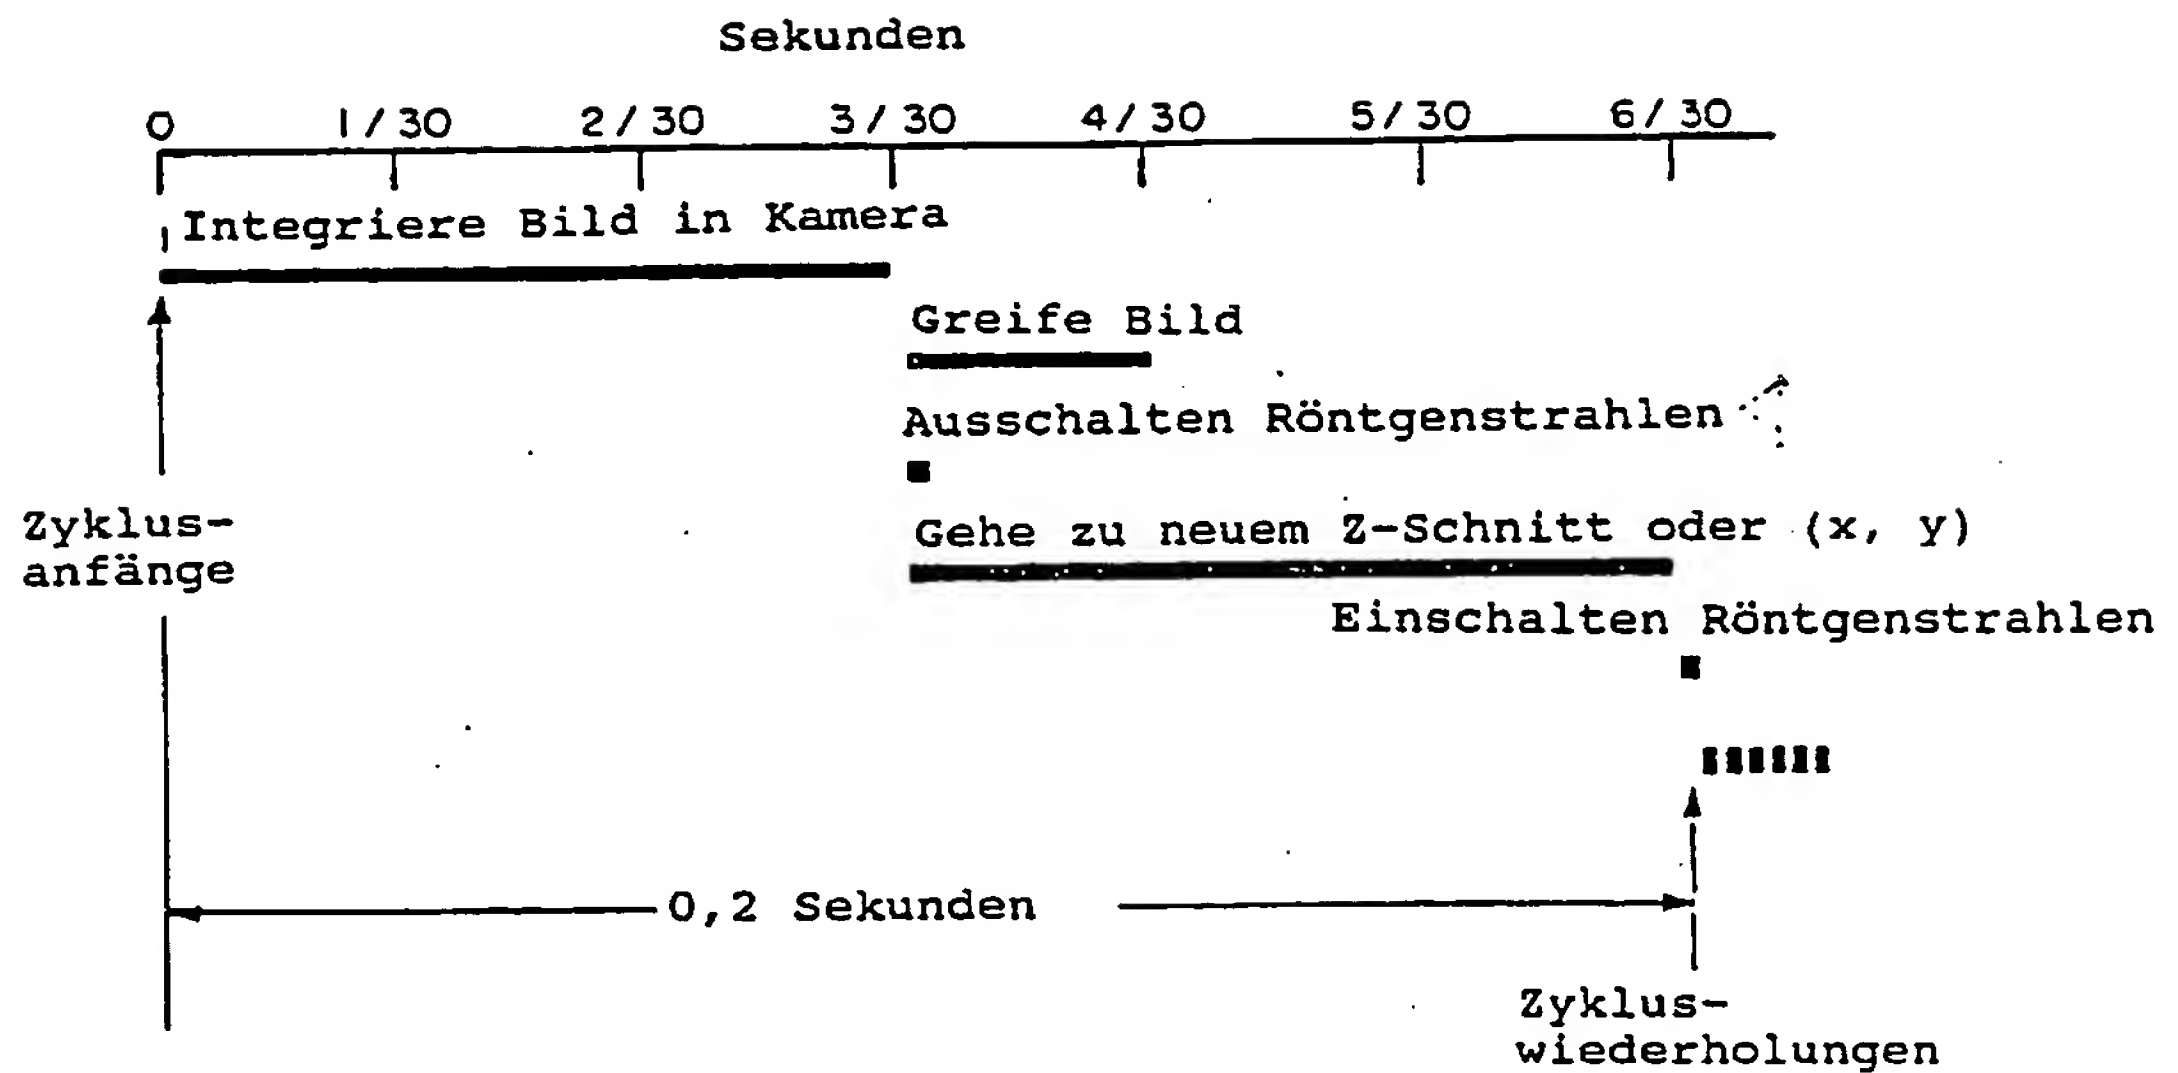 Sekunden
0 1/30 2/30 3/30 4/30 5/30 6/30
Integriere Bild in Kamera
Greife Bild
Ausschalten Röntgenstrahlen
Zyklus-
anfänge
Gehe zu neuem Z-Schnitt oder (x, y)
Einschalten Röntgenstrahlen
0,2 Sekunden
Zyklus-
wiederholungen